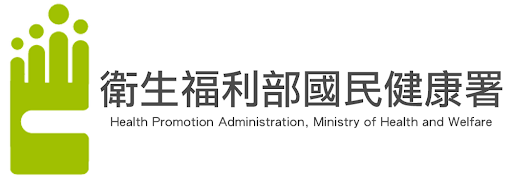 衛生福利部國民健康署
Health Promotion Administration, Ministry of Health and Welfare